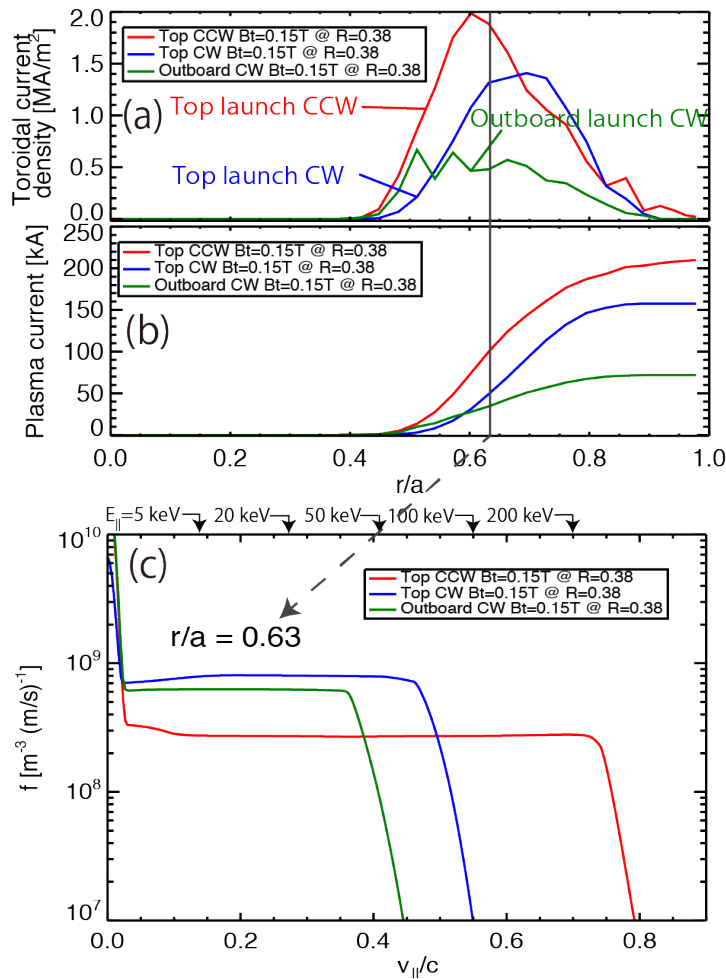 2.0
1.5
1.0
0.5
0.0
Toroidal current
density [MA/m²]
Top CCW Bt=0.15T @ R=0.38
Top CW Bt=0.15T @ R=0.38
Outboard CW Bt=0.15T @ R=0.38
(a)
Top launch CCW
Outboard launch CW
Top launch CW
250
200
150
100
50
0
Plasma current [kA]
Top CCW Bt=0.15T @ R=0.38
Top CW Bt=0.15T @ R=0.38
Outboard CW Bt=0.15T @ R=0.38
(b)
0.0 0.2 0.4 0.6 0.8 1.0
r/a
E||=5 keV 20 keV 50 keV 100 keV 200 keV
10¹⁰
10⁹
10⁸
10⁷
f [m⁻³ (m/s)⁻¹]
(c)
Top CCW Bt=0.15T @ R=0.38
Top CW Bt=0.15T @ R=0.38
Outboard CW Bt=0.15T @ R=0.38
r/a = 0.63
0.0 0.2 0.4 0.6 0.8
v||/c